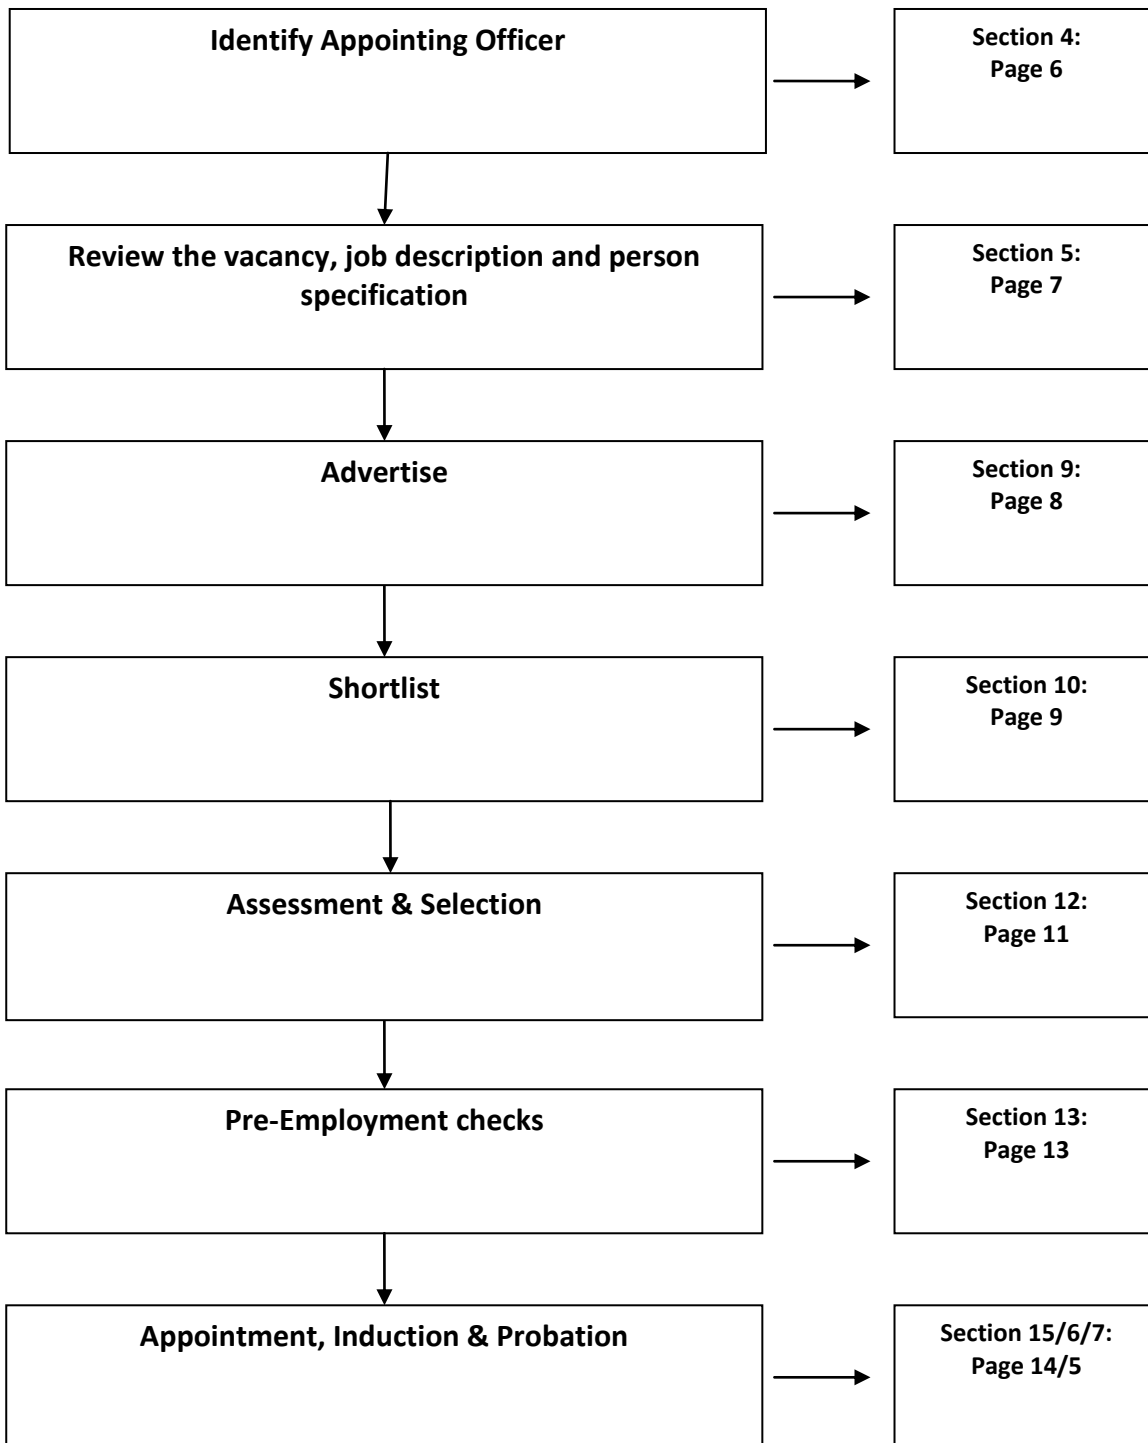 Identify Appointing Officer
Section 4:
Page 6
Review the vacancy, job description and person
specification
Section 5:
Page 7
Advertise
Section 9:
Page 8
Shortlist
Section 10:
Page 9
Assessment & Selection
Section 12:
Page 11
Pre-Employment checks
Section 13:
Page 13
Appointment, Induction & Probation
Section 15/6/7:
Page 14/5